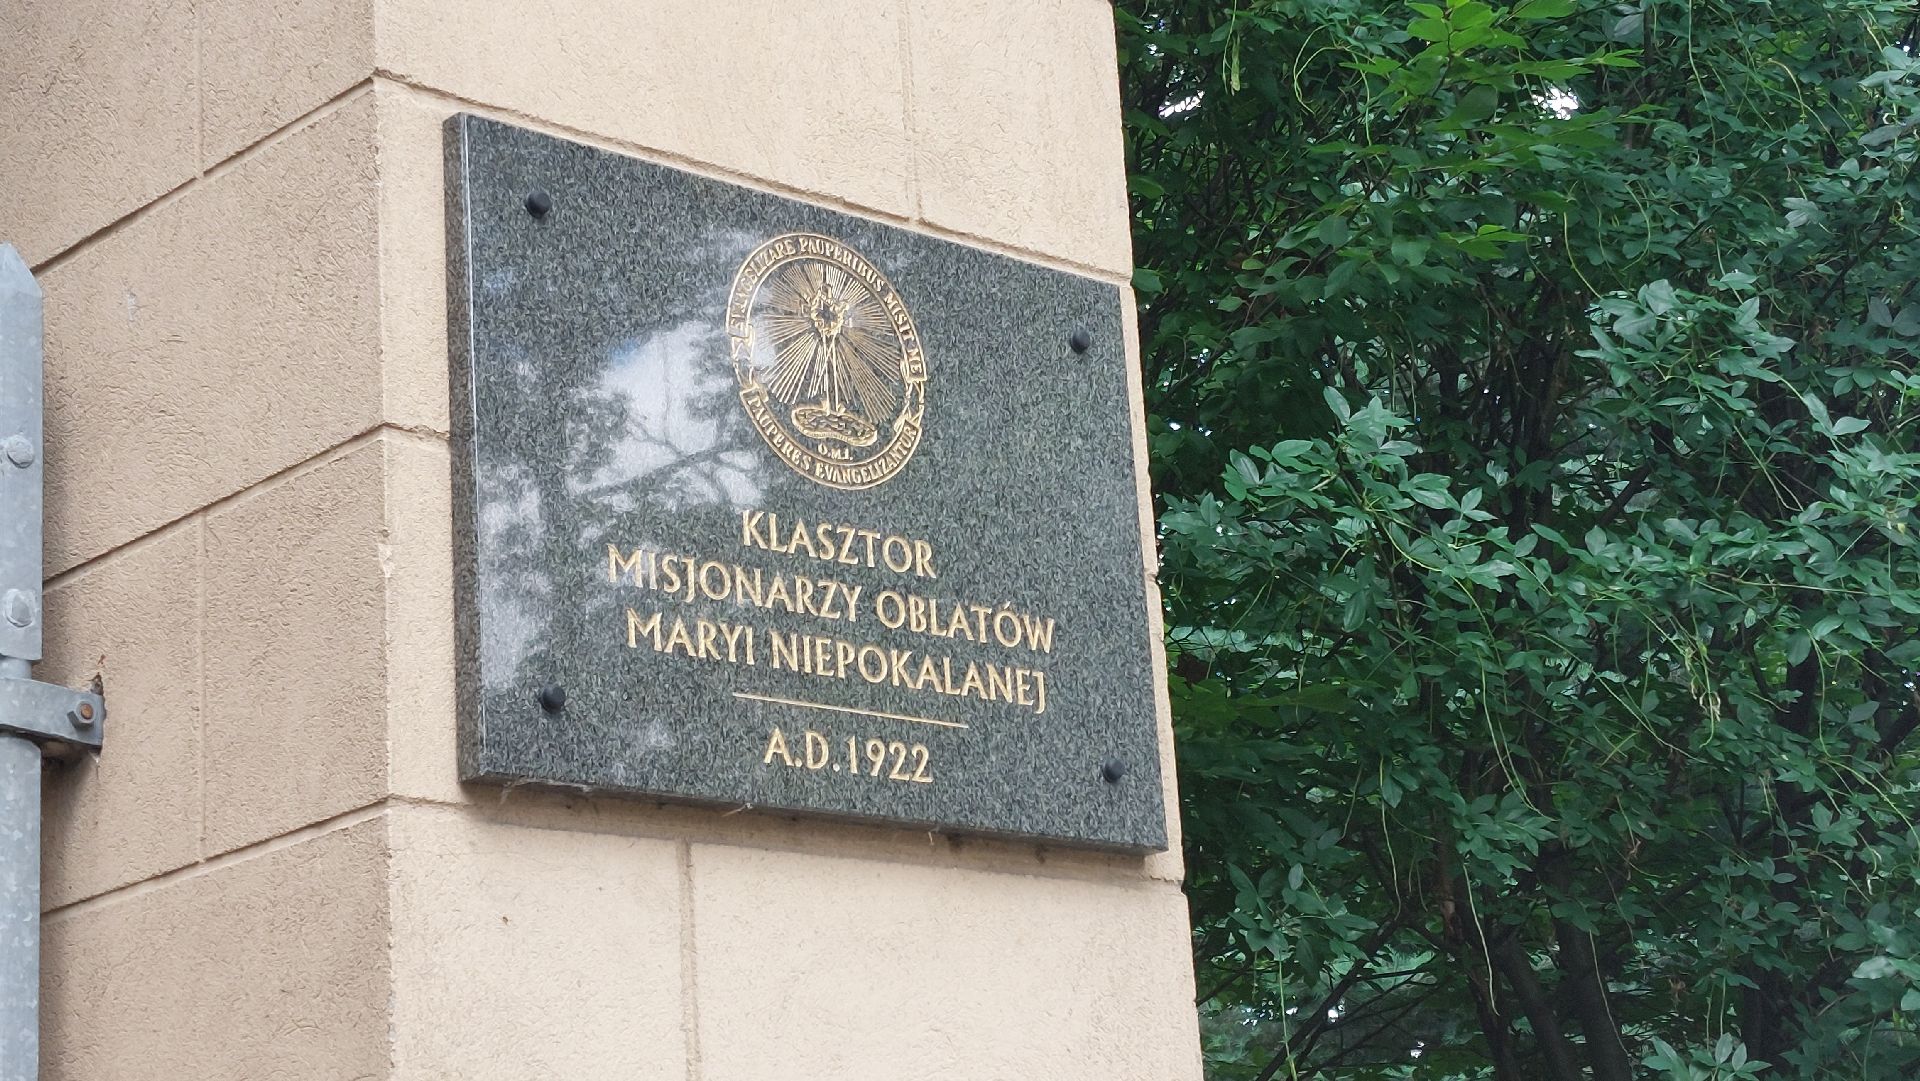 EVANGELIZARE PAUPERIBUS MISIT ME
O.M.I.
PAUPERES EVANGELIZANTUR
KLASZTOR
MISJONARZY OBLATÓW
MARYI NIEPOKALANEJ
A.D.1922